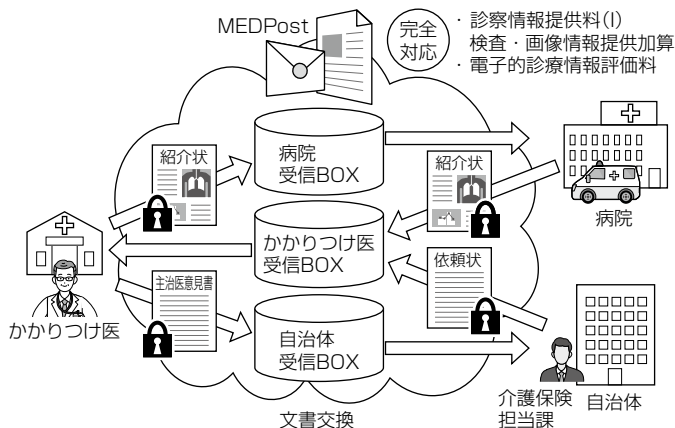 MEDPost
完全
対応
・診察情報提供料(I)
検査・画像情報提供加算
・電子的診療情報評価料
紹介状
病院
受信BOX
紹介状
病院
かかりつけ医
受信BOX
依頼状
主治医意見書
かかりつけ医
自治体
受信BOX
介護保険
担当課
自治体
文書交換